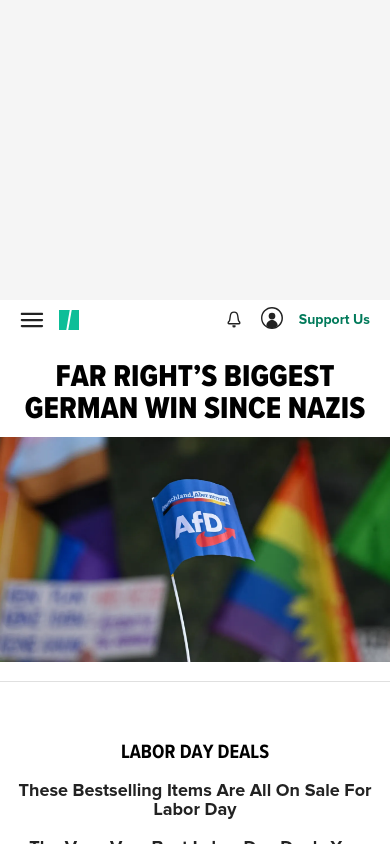 Support Us
FAR RIGHT’S BIGGEST
GERMAN WIN SINCE NAZIS
Deutschland, aber normal
AfD
LABOR DAY DEALS
These Bestselling Items Are All On Sale For
Labor Day